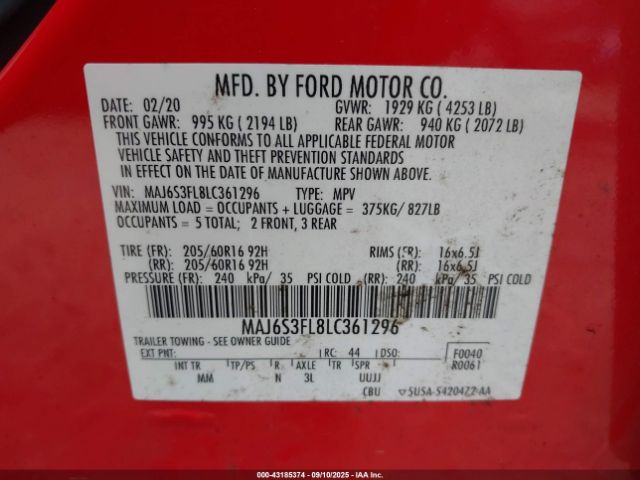 MFD. BY FORD MOTOR CO.
DATE: 02/20 GVWR: 1929 KG ( 4253 LB)
FRONT GAWR: 995 KG ( 2194 LB) REAR GAWR: 940 KG ( 2072 LB)
THIS VEHICLE CONFORMS TO ALL APPLICABLE FEDERAL MOTOR
VEHICLE SAFETY AND THEFT PREVENTION STANDARDS
IN EFFECT ON THE DATE OF MANUFACTURE SHOWN ABOVE.
VIN: MAJ6S3FL8LC361296 TYPE: MPV
MAXIMUM LOAD = OCCUPANTS + LUGGAGE = 375KG/ 827LB
OCCUPANTS = 5 TOTAL; 2 FRONT, 3 REAR
TIRE (FR): 205/60R16 92H RIMS (FR): 16x6.5J
(RR): 205/60R16 92H (RR): 16x6.5J
PRESSURE (FR): 240 kPa/ 35 PSI COLD (RR): 240 kPa/ 35 PSI COLD
MAJ6S3FL8LC361296
TRAILER TOWING - SEE OWNER GUIDE
EXT PNT: RC: 44 DSO: F0040
INT TR TP/PS R AXLE TR SPR R0061
MM N 3L UUJJ
CBU 5U5A-5420472-AA
000-43185374 - 09/10/2025 - IAAI.com